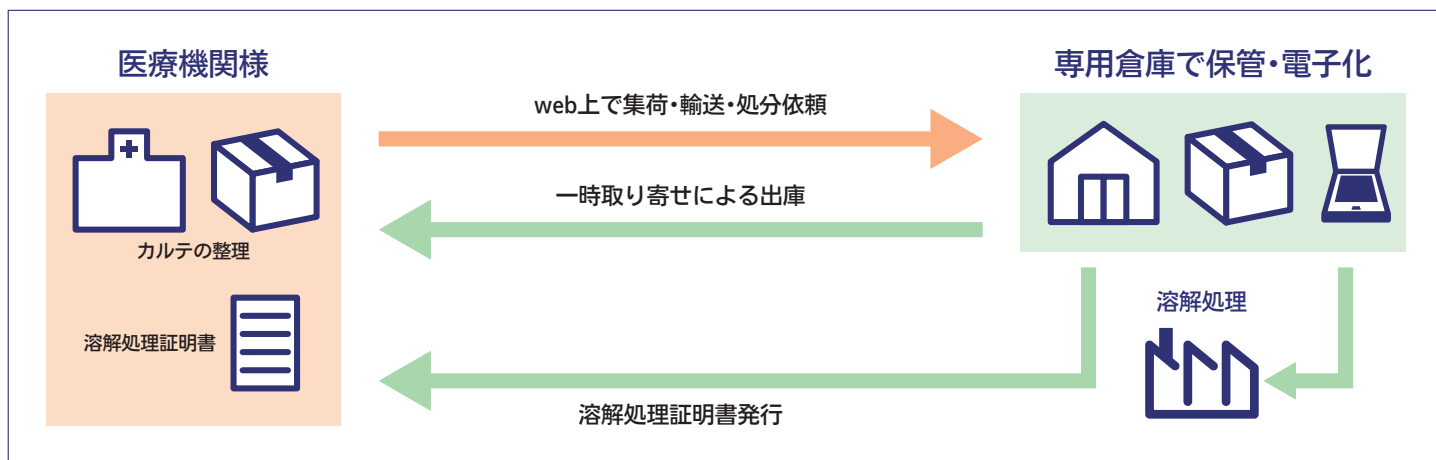 医療機関様
専用倉庫で保管・電子化
web上で集荷・輸送・処分依頼
一時取り寄せによる出庫
カルテの整理
溶解処理
溶解処理証明書
溶解処理証明書発行